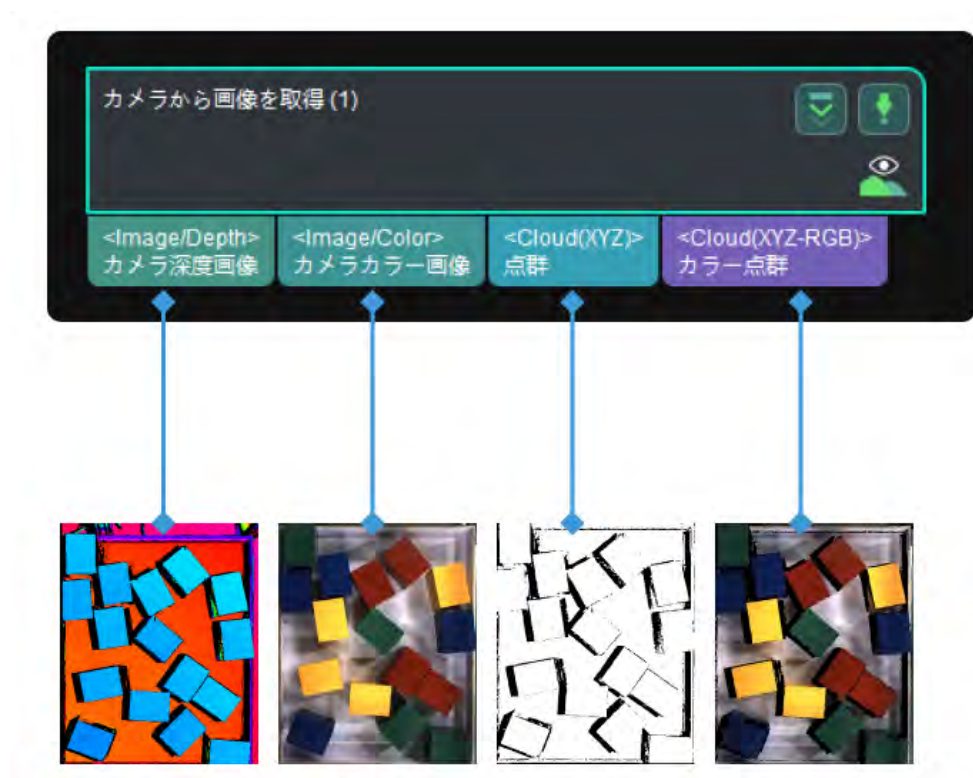 カメラから画像を取得 (1)
<Image/Depth>
カメラ深度画像
<Image/Color>
カメラカラー画像
<Cloud(XYZ)>
点群
<Cloud(XYZ-RGB)>
カラー点群